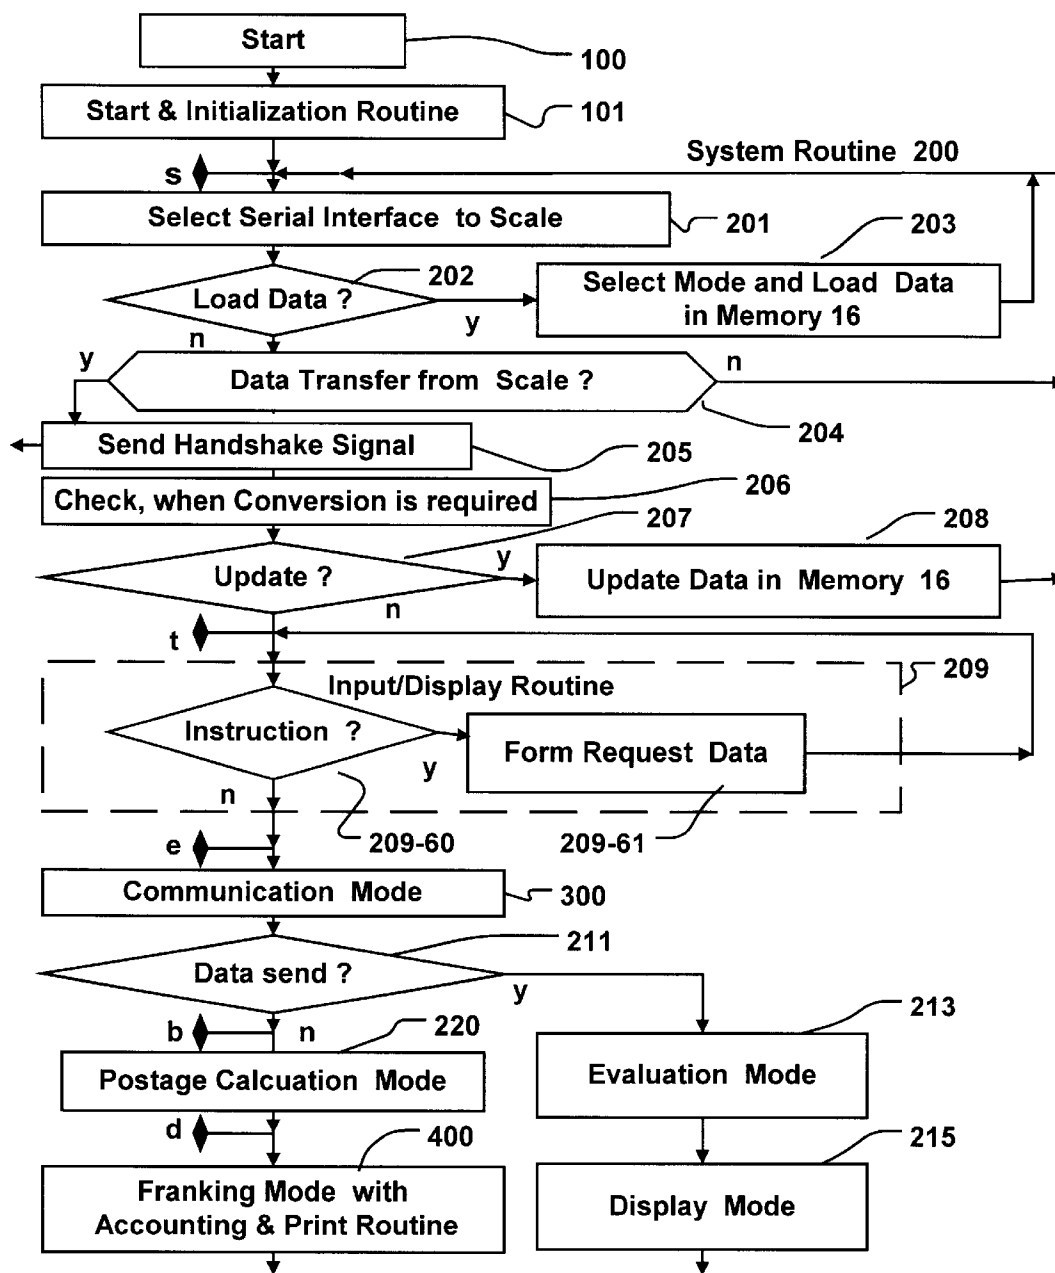 Start
100
Start & Initialization Routine
101
System Routine 200
s
Select Serial Interface to Scale
201
203
202
Load Data ?
y
Select Mode and Load Data
in Memory 16
n
y
Data Transfer from Scale ?
n
204
Send Handshake Signal
205
Check, when Conversion is required
206
207
208
Update ?
y
Update Data in Memory 16
n
t
209
Input/Display Routine
Instruction ?
y
Form Request Data
n
209-60
209-61
e
Communication Mode
300
211
Data send ?
y
213
b
n
220
Postage Calcuation Mode
Evaluation Mode
d
400
215
Franking Mode with
Accounting & Print Routine
Display Mode